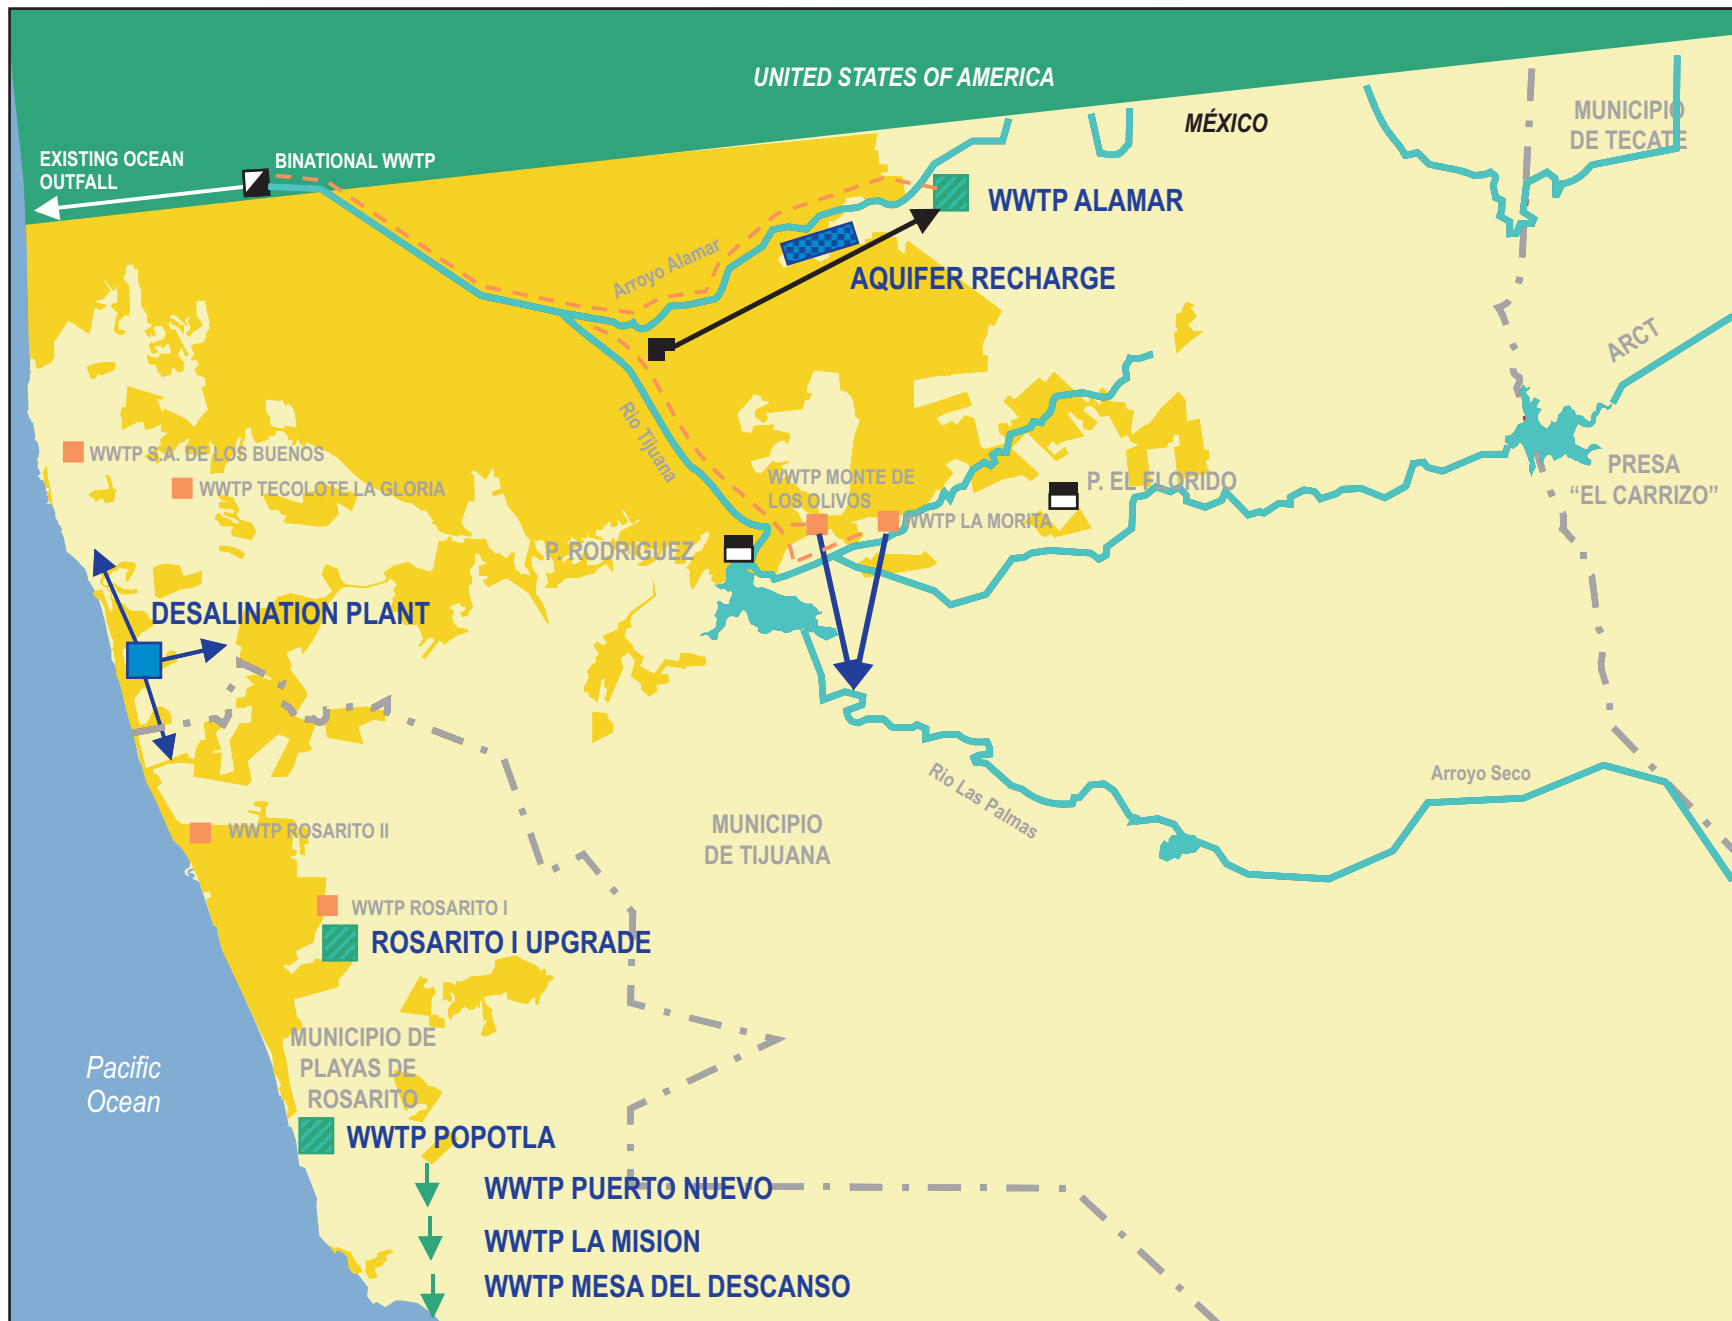 UNITED STATES OF AMERICA
MÉXICO
MUNICIPIO
DE TECATE
EXISTING OCEAN
OUTFALL
BINATIONAL WWTP
WWTP ALAMAR
Arroyo Alamar
AQUIFER RECHARGE
ARCT
Rio Tijuana
WWTP S.A. DE LOS BUENOS
WWTP TECOLOTE LA GLORIA
WWTP MONTE DE
LOS OLIVOS
P. EL FLORIDO
PRESA
“EL CARRIZO”
WWTP LA MORITA
P. RODRIGUEZ
DESALINATION PLANT
Rio Las Palmas
Arroyo Seco
WWTP ROSARITO II
MUNICIPIO
DE TIJUANA
WWTP ROSARITO I
ROSARITO I UPGRADE
MUNICIPIO DE
PLAYAS DE
ROSARITO
Pacific
Ocean
WWTP POPOTLA
WWTP PUERTO NUEVO
WWTP LA MISION
WWTP MESA DEL DESCANSO